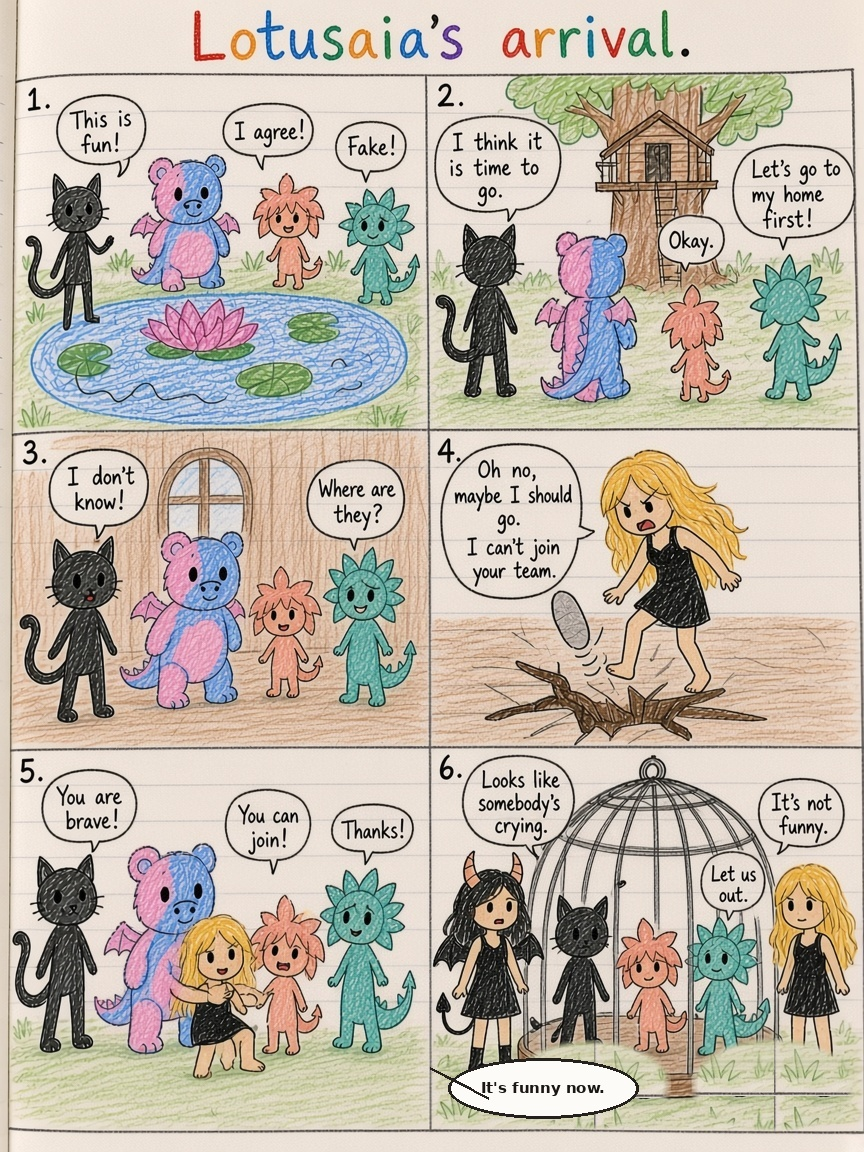 Lotusaia's arrival.
1.
This is
fun!
I agree!
Fake!
2.
I think it
is time to
go.
Okay.
Let's go to
my home
first!
3.
I don't
know!
Where are
they?
4.
Oh no,
maybe I should
go.
I can't join
your team.
5.
You are
brave!
You can
join!
Thanks!
6.
Looks like
somebody's
crying.
Let us
out.
It's not
funny.
It's funny now.